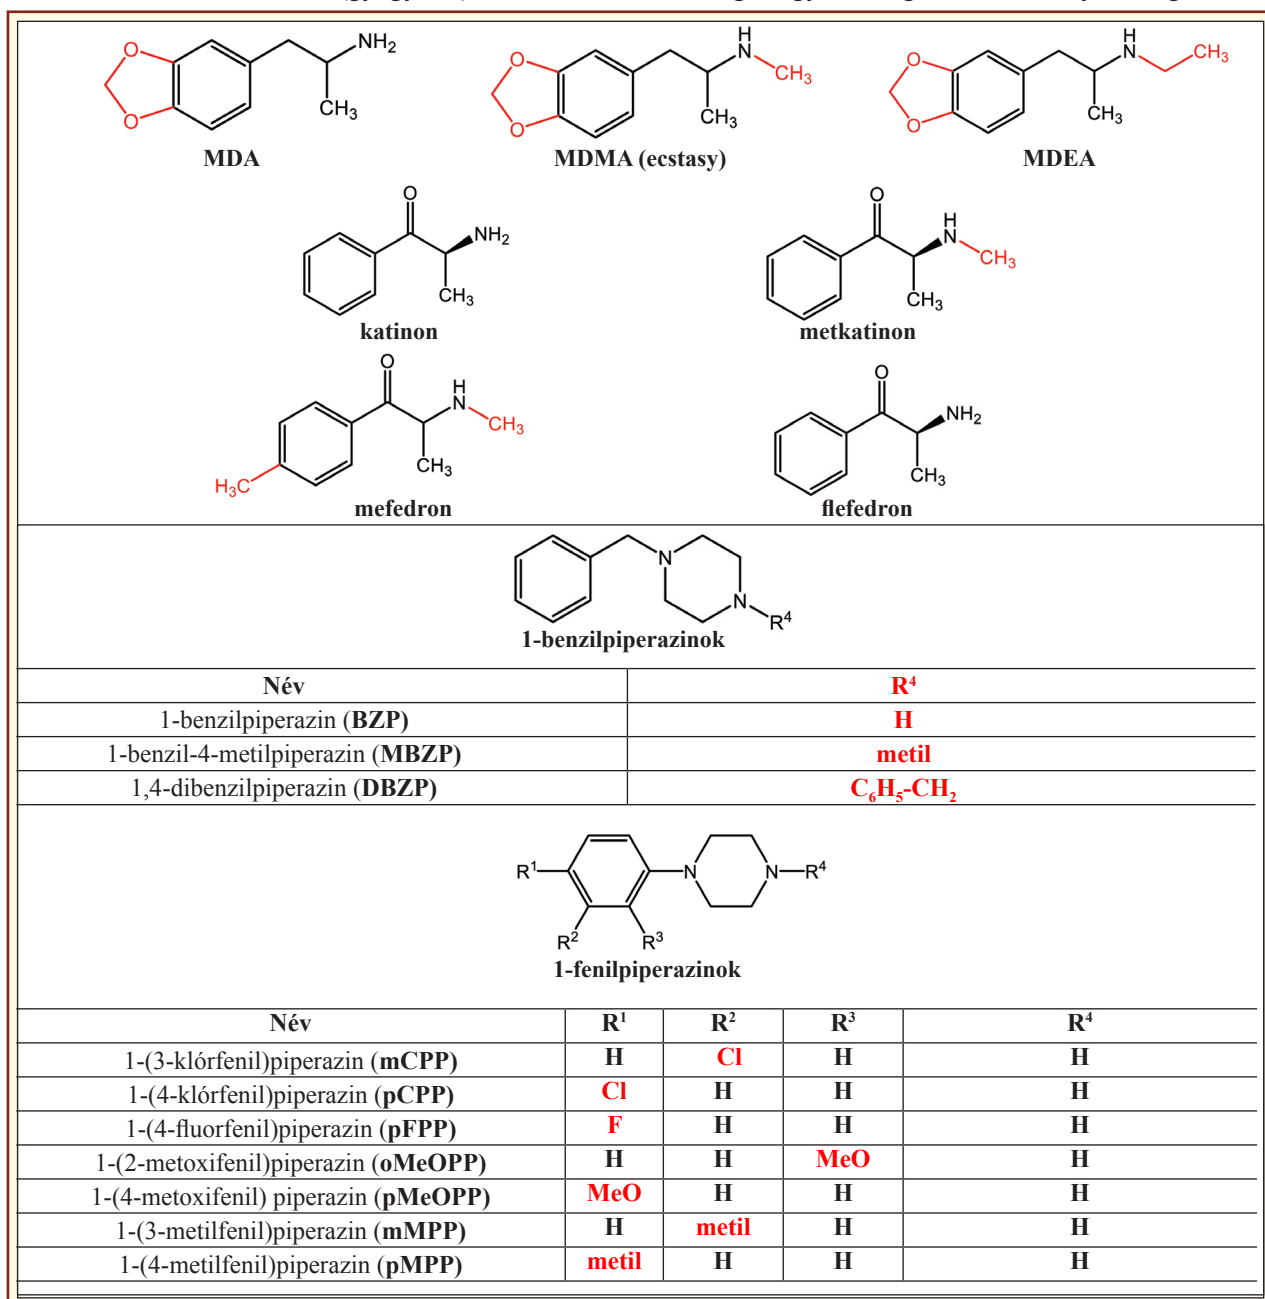 O
O
NH₂
CH₃
MDA
O
O
H
N
CH₃
CH₃
MDMA (ecstasy)
O
O
H
N
CH₃
CH₃
MDEA
O
NH₂
CH₃
katinon
O
H
N
CH₃
CH₃
metkatinon
O
H
N
CH₃
CH₃
H₃C
mefedron
O
NH₂
CH₃
flefedron
N
N
R⁴
1-benzilpiperazinok
Név R⁴
1-benzilpiperazin (BZP) H
1-benzil-4-metilpiperazin (MBZP) metil
1,4-dibenzilpiperazin (DBZP) C₆H₅-CH₂
R¹ N N R⁴
R² R³
1-fenilpiperazinok
Név R¹ R² R³ R⁴
1-(3-klórfenil)piperazin (mCPP) H Cl H H
1-(4-klórfenil)piperazin (pCPP) Cl H H H
1-(4-fluorfenil)piperazin (pFPP) F H H H
1-(2-metoxifenil)piperazin (oMeOPP) H H MeO H
1-(4-metoxifenil) piperazin (pMeOPP) MeO H H H
1-(3-metilfenil)piperazin (mMPP) H metil H H
1-(4-metilfenil)piperazin (pMPP) metil H H H